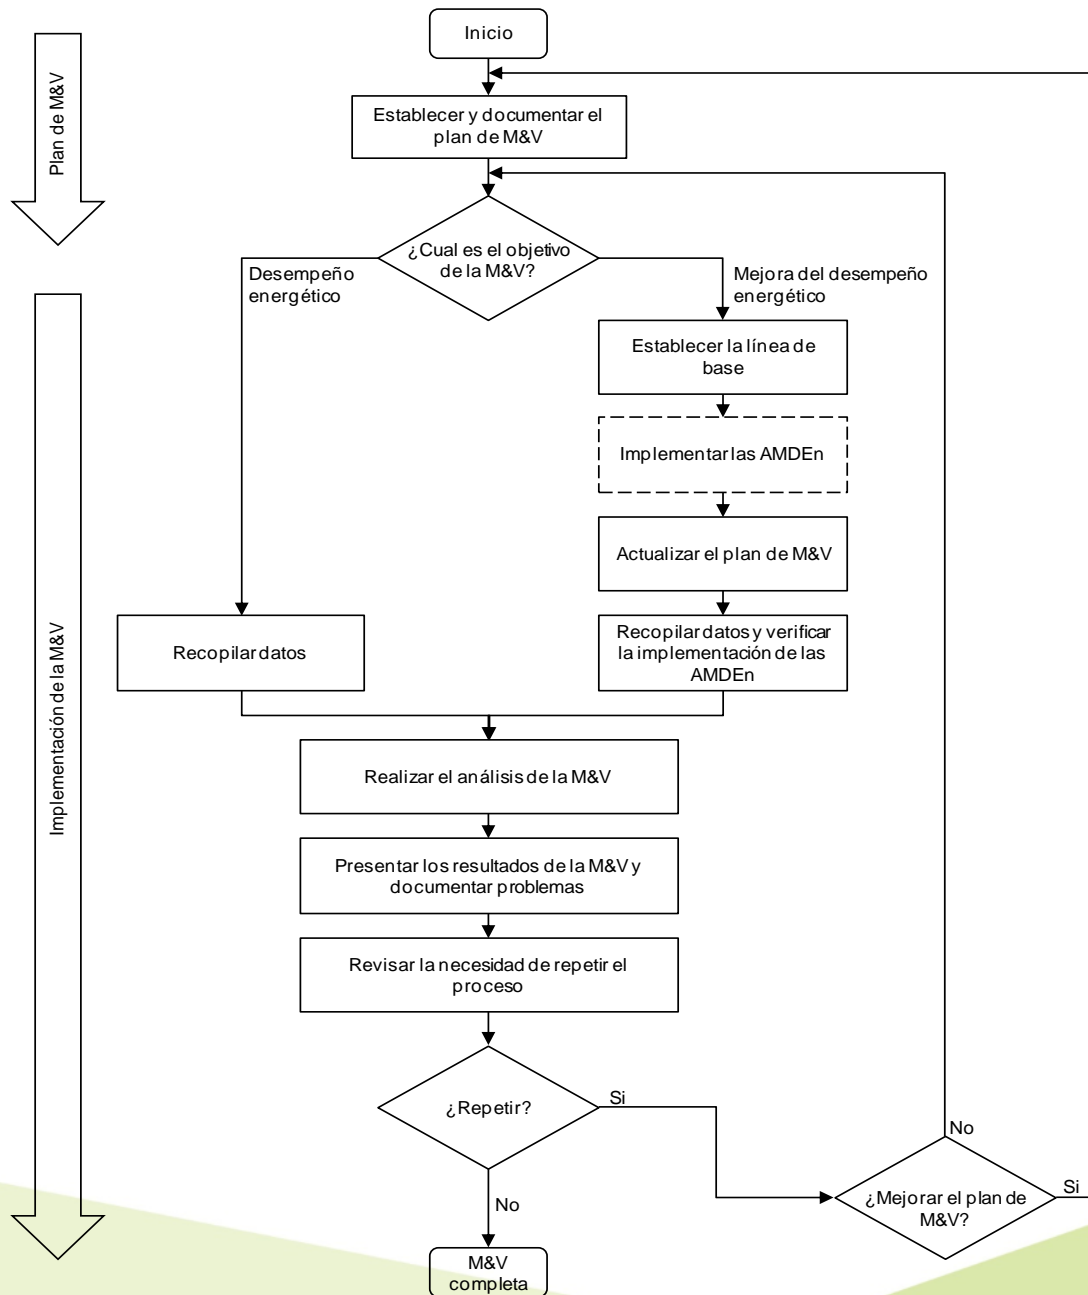 Inicio
Plan de M&V
Establecer y documentar el
plan de M&V
¿Cual es el objetivo
de la M&V?
Desempeño
energético
Mejora del desempeño
energético
Establecer la línea de
base
Implementar las AMDEn
Actualizar el plan de M&V
Implementación de la M&V
Recopilar datos
Recopilar datos y verificar
la implementación de las
AMDEn
Realizar el análisis de la M&V
Presentar los resultados de la M&V y
documentar problemas
Revisar la necesidad de repetir el
proceso
¿Repetir?
Si
No
¿Mejorar el plan de
M&V?
Si
No
M&V
completa